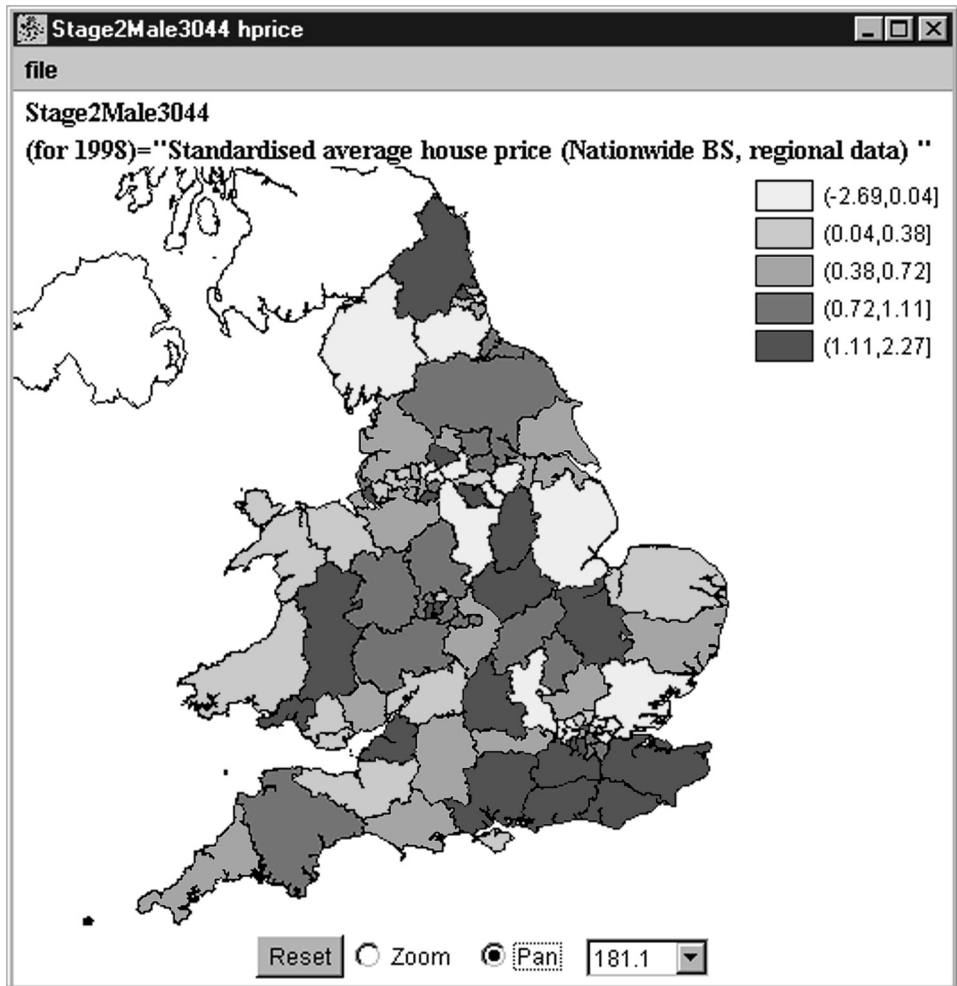 Stage2Male3044 hprice
file
Stage2Male3044
(for 1998)="Standardised average house price (Nationwide BS, regional data) "
(-2.69,0.04]
(0.04,0.38]
(0.38,0.72]
(0.72,1.11]
(1.11,2.27]
Reset Zoom Pan 181.1